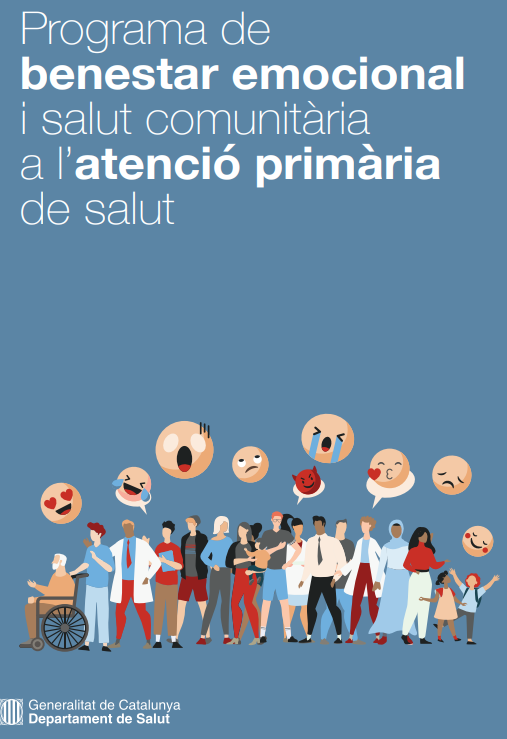 Programa de
benestar emocional
i salut comunitària
a l’atenció primària
de salut
Generalitat de Catalunya
Departament de Salut